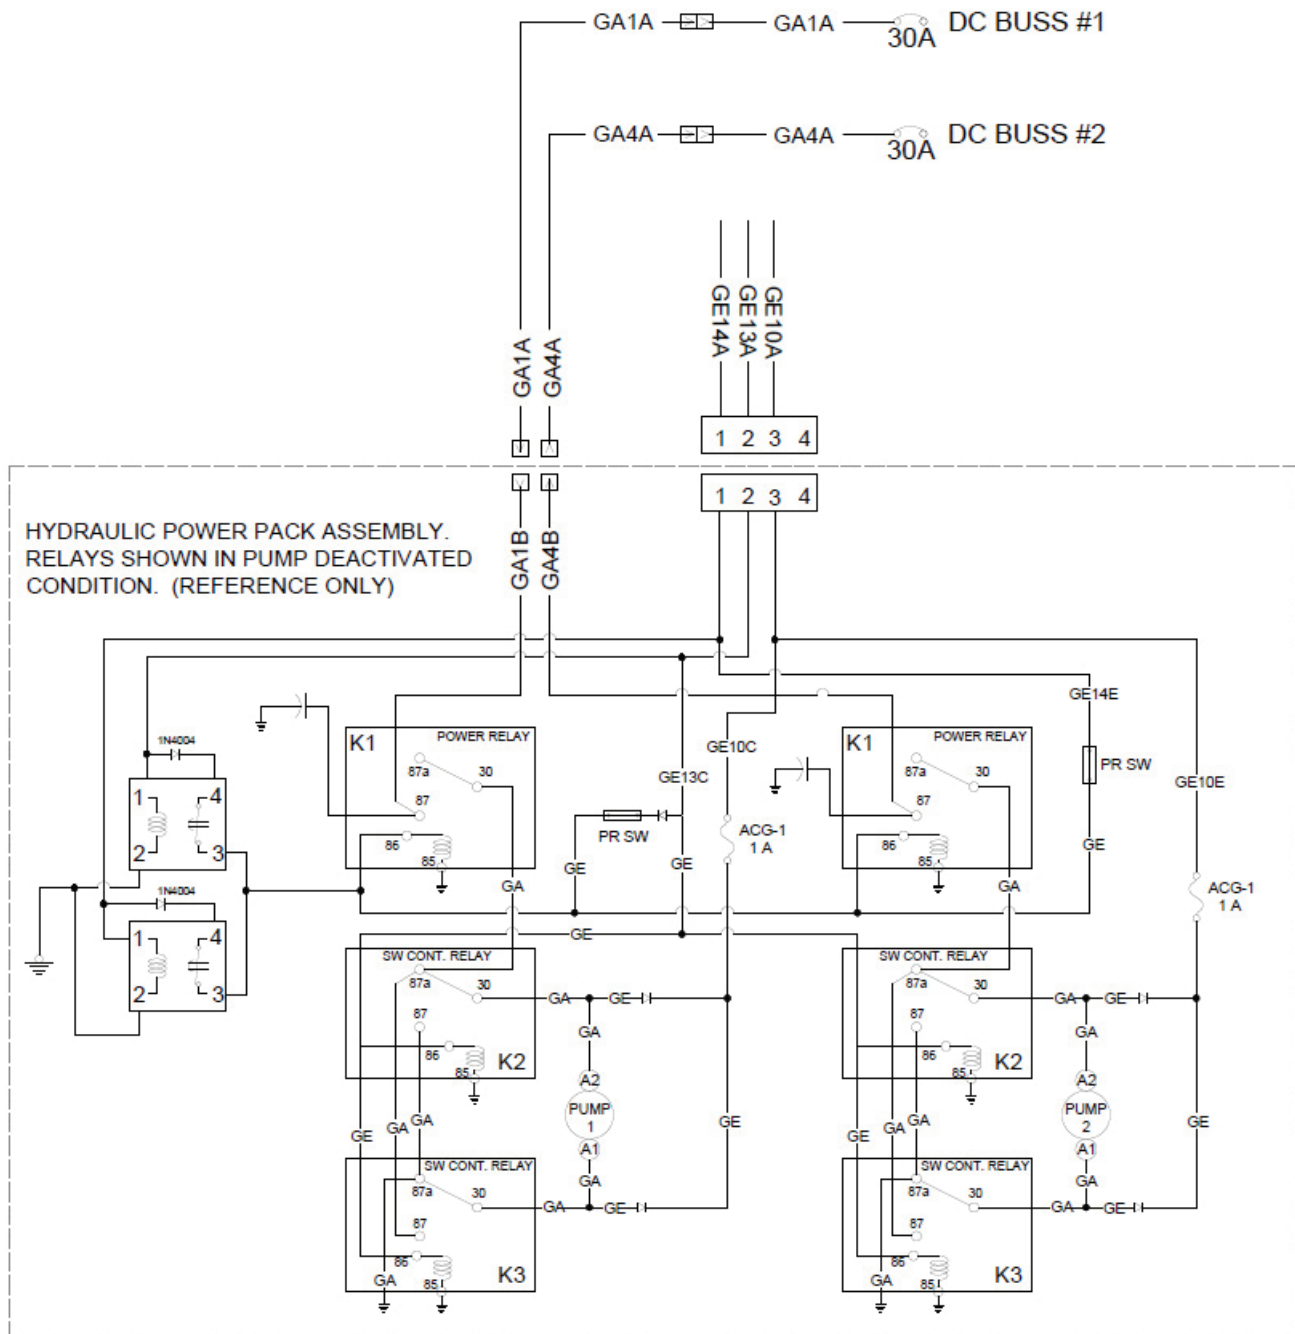 GA1A GA1A 30A DC BUSS #1
GA4A GA4A 30A DC BUSS #2
GA1A GA4A GE14A GE13A GE10A
1 2 3 4
1 2 3 4
HYDRAULIC POWER PACK ASSEMBLY.
RELAYS SHOWN IN PUMP DEACTIVATED
CONDITION. (REFERENCE ONLY)
GA1B GA4B
GE14E
1N4004
K1 POWER RELAY
87a 30
87
86
85
GE10C
GE13C
PR SW
ACG-1
1 A
K1 POWER RELAY
87a 30
87
86
85
PR SW
GE10E
1 4
2 3
GE
GE
GE
ACG-1
1 A
GA
GA
1N4004
1 4
2 3
GE
SW CONT. RELAY
87a 30
87
86
85
K2
GA GE
GA
A2
PUMP
1
A1
GA
GE
SW CONT. RELAY
87a 30
87
86
85
K2
GA GE
GA
A2
PUMP
2
A1
GA
GE
GE GA GA
GE GA GA
SW CONT. RELAY
87a 30
87
86
85
GA
K3
GA GE
SW CONT. RELAY
87a 30
87
86
85
GA
K3
GA GE